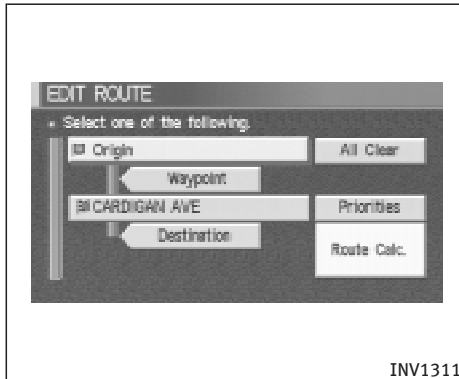 EDIT ROUTE
Select one of the following.
Origin
All Clear
Waypoint
CARDIGAN AVE
Priorities
Destination
Route Calc.
INV1311